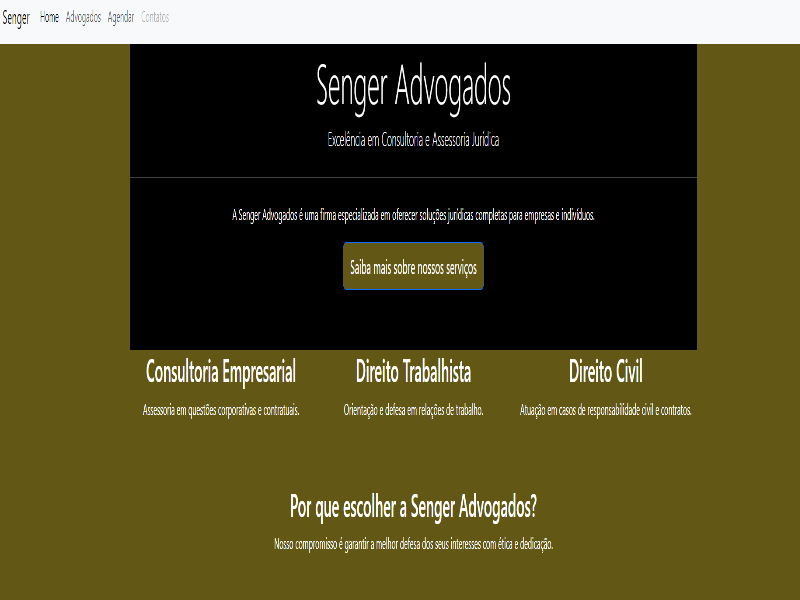 Senger Home Advogados Agendar Contatos
Senger Advogados
Excelência em Consultoria e Assessoria Jurídica
A Senger Advogados é uma firma especializada em oferecer soluções jurídicas completas para empresas e indivíduos.
Saiba mais sobre nossos serviços
Consultoria Empresarial Direito Trabalhista Direito Civil
Assessoria em questões corporativas e contratuais. Orientação e defesa em relações de trabalho. Atuação em casos de responsabilidade civil e contratos.
Por que escolher a Senger Advogados?
Nosso compromisso é garantir a melhor defesa dos seus interesses com ética e dedicação.